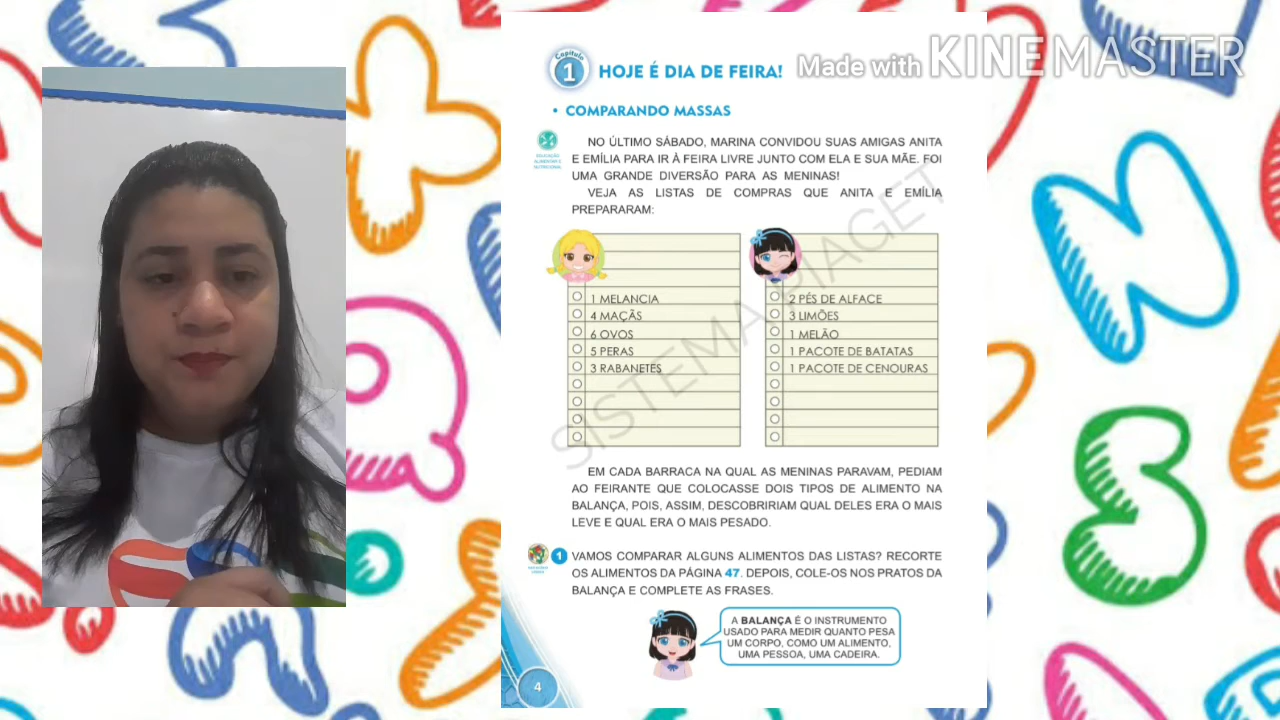 Made with KINEMASTER
Capítulo
1 HOJE É DIA DE FEIRA!
• COMPARANDO MASSAS
EDUCAÇÃO
ALIMENTAR E
NUTRICIONAL
NO ÚLTIMO SÁBADO, MARINA CONVIDOU SUAS AMIGAS ANITA
E EMÍLIA PARA IR À FEIRA LIVRE JUNTO COM ELA E SUA MÃE. FOI
UMA GRANDE DIVERSÃO PARA AS MENINAS!
VEJA AS LISTAS DE COMPRAS QUE ANITA E EMÍLIA
PREPARARAM:
1 MELANCIA
4 MAÇÃS
6 OVOS
5 PERAS
3 RABANETES
2 PÉS DE ALFACE
3 LIMÕES
1 MELÃO
1 PACOTE DE BATATAS
1 PACOTE DE CENOURAS
SISTEMA PIAGET
EM CADA BARRACA NA QUAL AS MENINAS PARAVAM, PEDIAM
AO FEIRANTE QUE COLOCASSE DOIS TIPOS DE ALIMENTO NA
BALANÇA, POIS, ASSIM, DESCOBRIRIAM QUAL DELES ERA O MAIS
LEVE E QUAL ERA O MAIS PESADO.
1 VAMOS COMPARAR ALGUNS ALIMENTOS DAS LISTAS? RECORTE
OS ALIMENTOS DA PÁGINA 47. DEPOIS, COLE-OS NOS PRATOS DA
BALANÇA E COMPLETE AS FRASES.
A BALANÇA É O INSTRUMENTO
USADO PARA MEDIR QUANTO PESA
UM CORPO, COMO UM ALIMENTO,
UMA PESSOA, UMA CADEIRA.
4